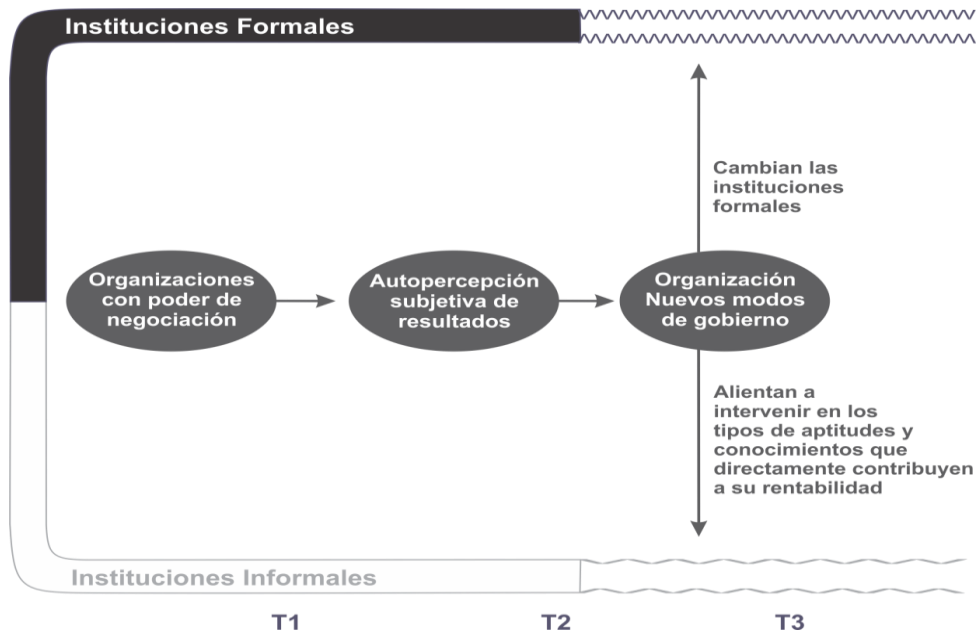 Instituciones Formales
Cambian las
instituciones
formales
Organizaciones
con poder de
negociación
Autopercepción
subjetiva de
resultados
Organización
Nuevos modos
de gobierno
Alientan a
intervenir en los
tipos de aptitudes y
conocimientos que
directamente contribuyen
a su rentabilidad
Instituciones Informales
T1
T2
T3